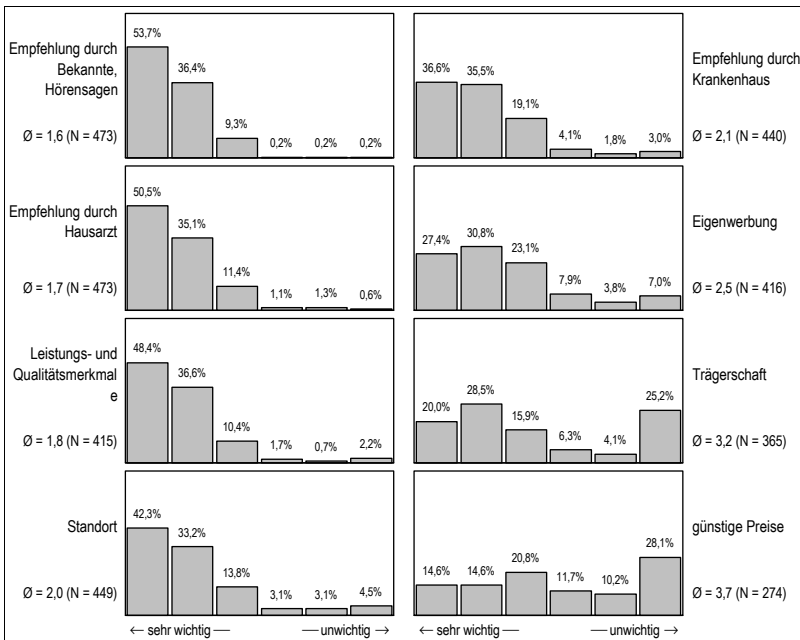 Empfehlung durch
Bekannte,
Hörensagen
Ø = 1,6 (N = 473)
53,7%
36,4%
9,3%
0,2%
0,2%
0,2%
36,6%
35,5%
19,1%
4,1%
1,8%
3,0%
Empfehlung durch
Krankenhaus
Ø = 2,1 (N = 440)
Empfehlung durch
Hausarzt
Ø = 1,7 (N = 473)
50,5%
35,1%
11,4%
1,1%
1,3%
0,6%
27,4%
30,8%
23,1%
7,9%
3,8%
7,0%
Eigenwerbung
Ø = 2,5 (N = 416)
Leistungs- und
Qualitätsmerkmal
e
Ø = 1,8 (N = 415)
48,4%
36,6%
10,4%
1,7%
0,7%
2,2%
20,0%
28,5%
15,9%
6,3%
4,1%
25,2%
Trägerschaft
Ø = 3,2 (N = 365)
Standort
Ø = 2,0 (N = 449)
42,3%
33,2%
13,8%
3,1%
3,1%
4,5%
14,6%
14,6%
20,8%
11,7%
10,2%
28,1%
günstige Preise
Ø = 3,7 (N = 274)
← sehr wichtig — — unwichtig →
← sehr wichtig — — unwichtig →